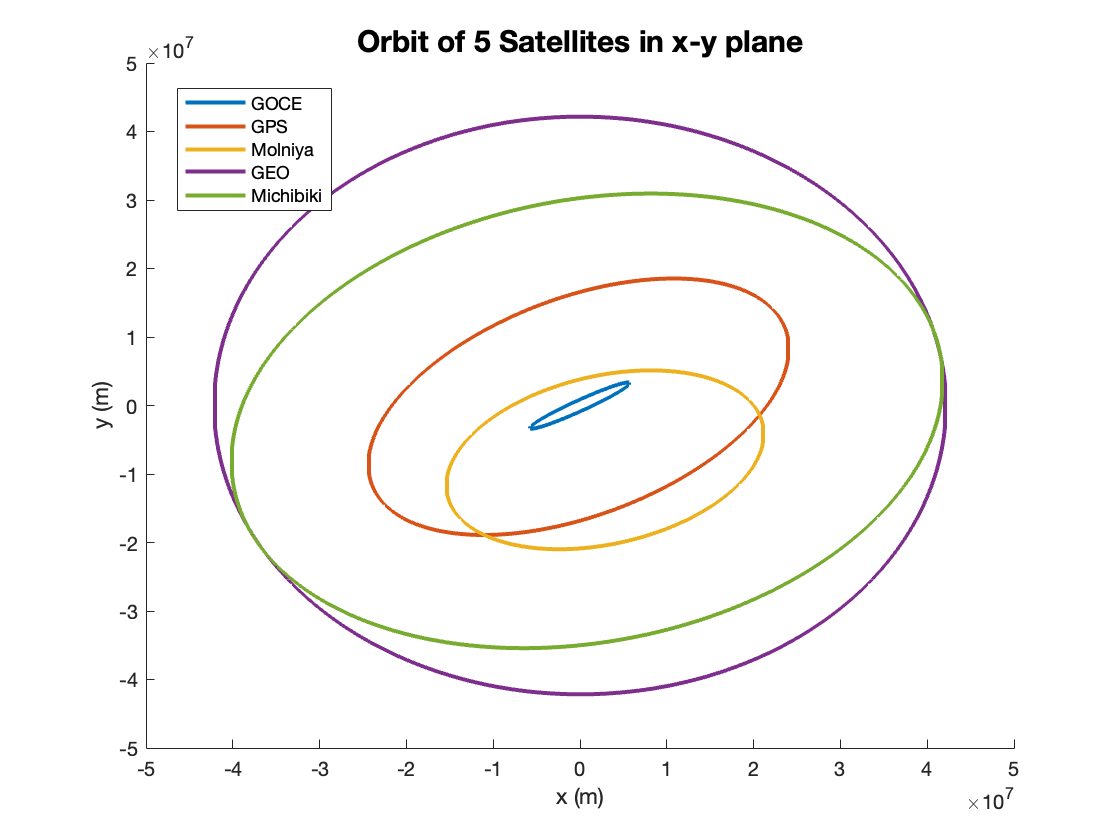 Orbit of 5 Satellites in x-y plane
×10⁷
5
4
3
2
1
0
-1
-2
-3
-4
-5
y (m)
GOCE
GPS
Molniya
GEO
Michibiki
-5 -4 -3 -2 -1 0 1 2 3 4 5
x (m)
×10⁷